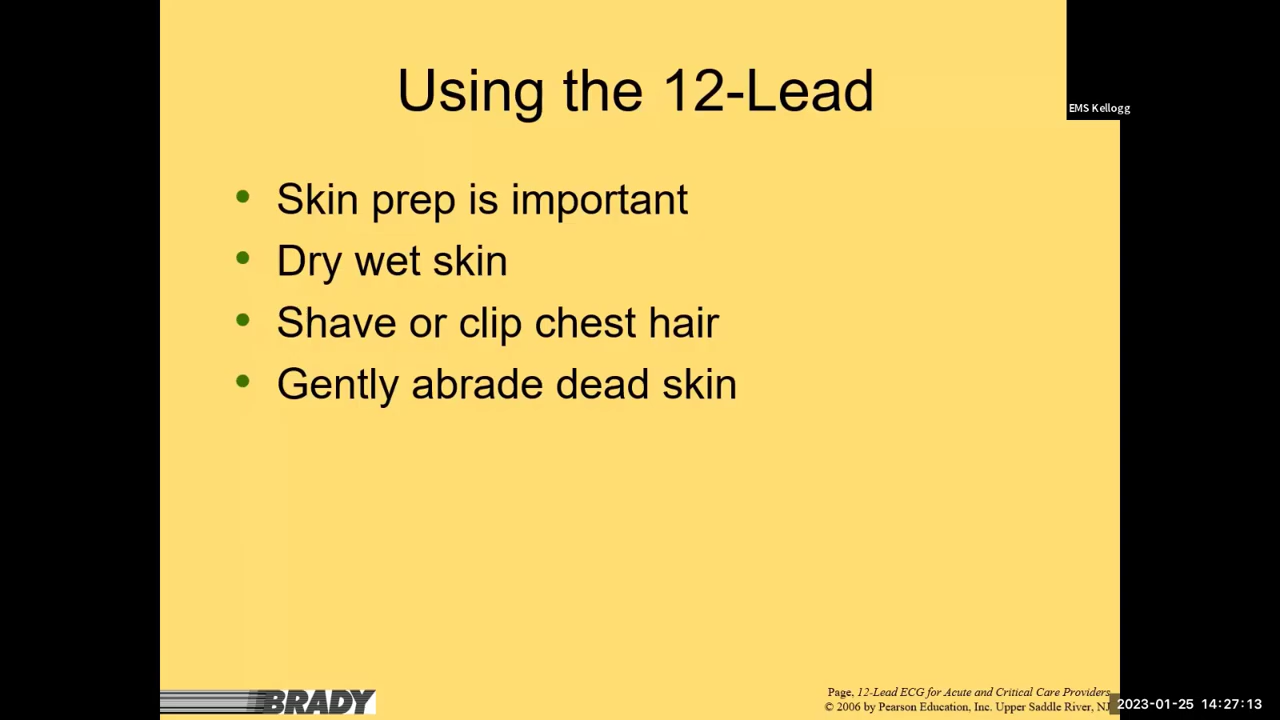 Using the 12-Lead
EMS Kellogg
• Skin prep is important
• Dry wet skin
• Shave or clip chest hair
• Gently abrade dead skin
BRADY
Page, 12-Lead ECG for Acute and Critical Care Providers
© 2006 by Pearson Education, Inc. Upper Saddle River, NJ
2023-01-25 14:27:13